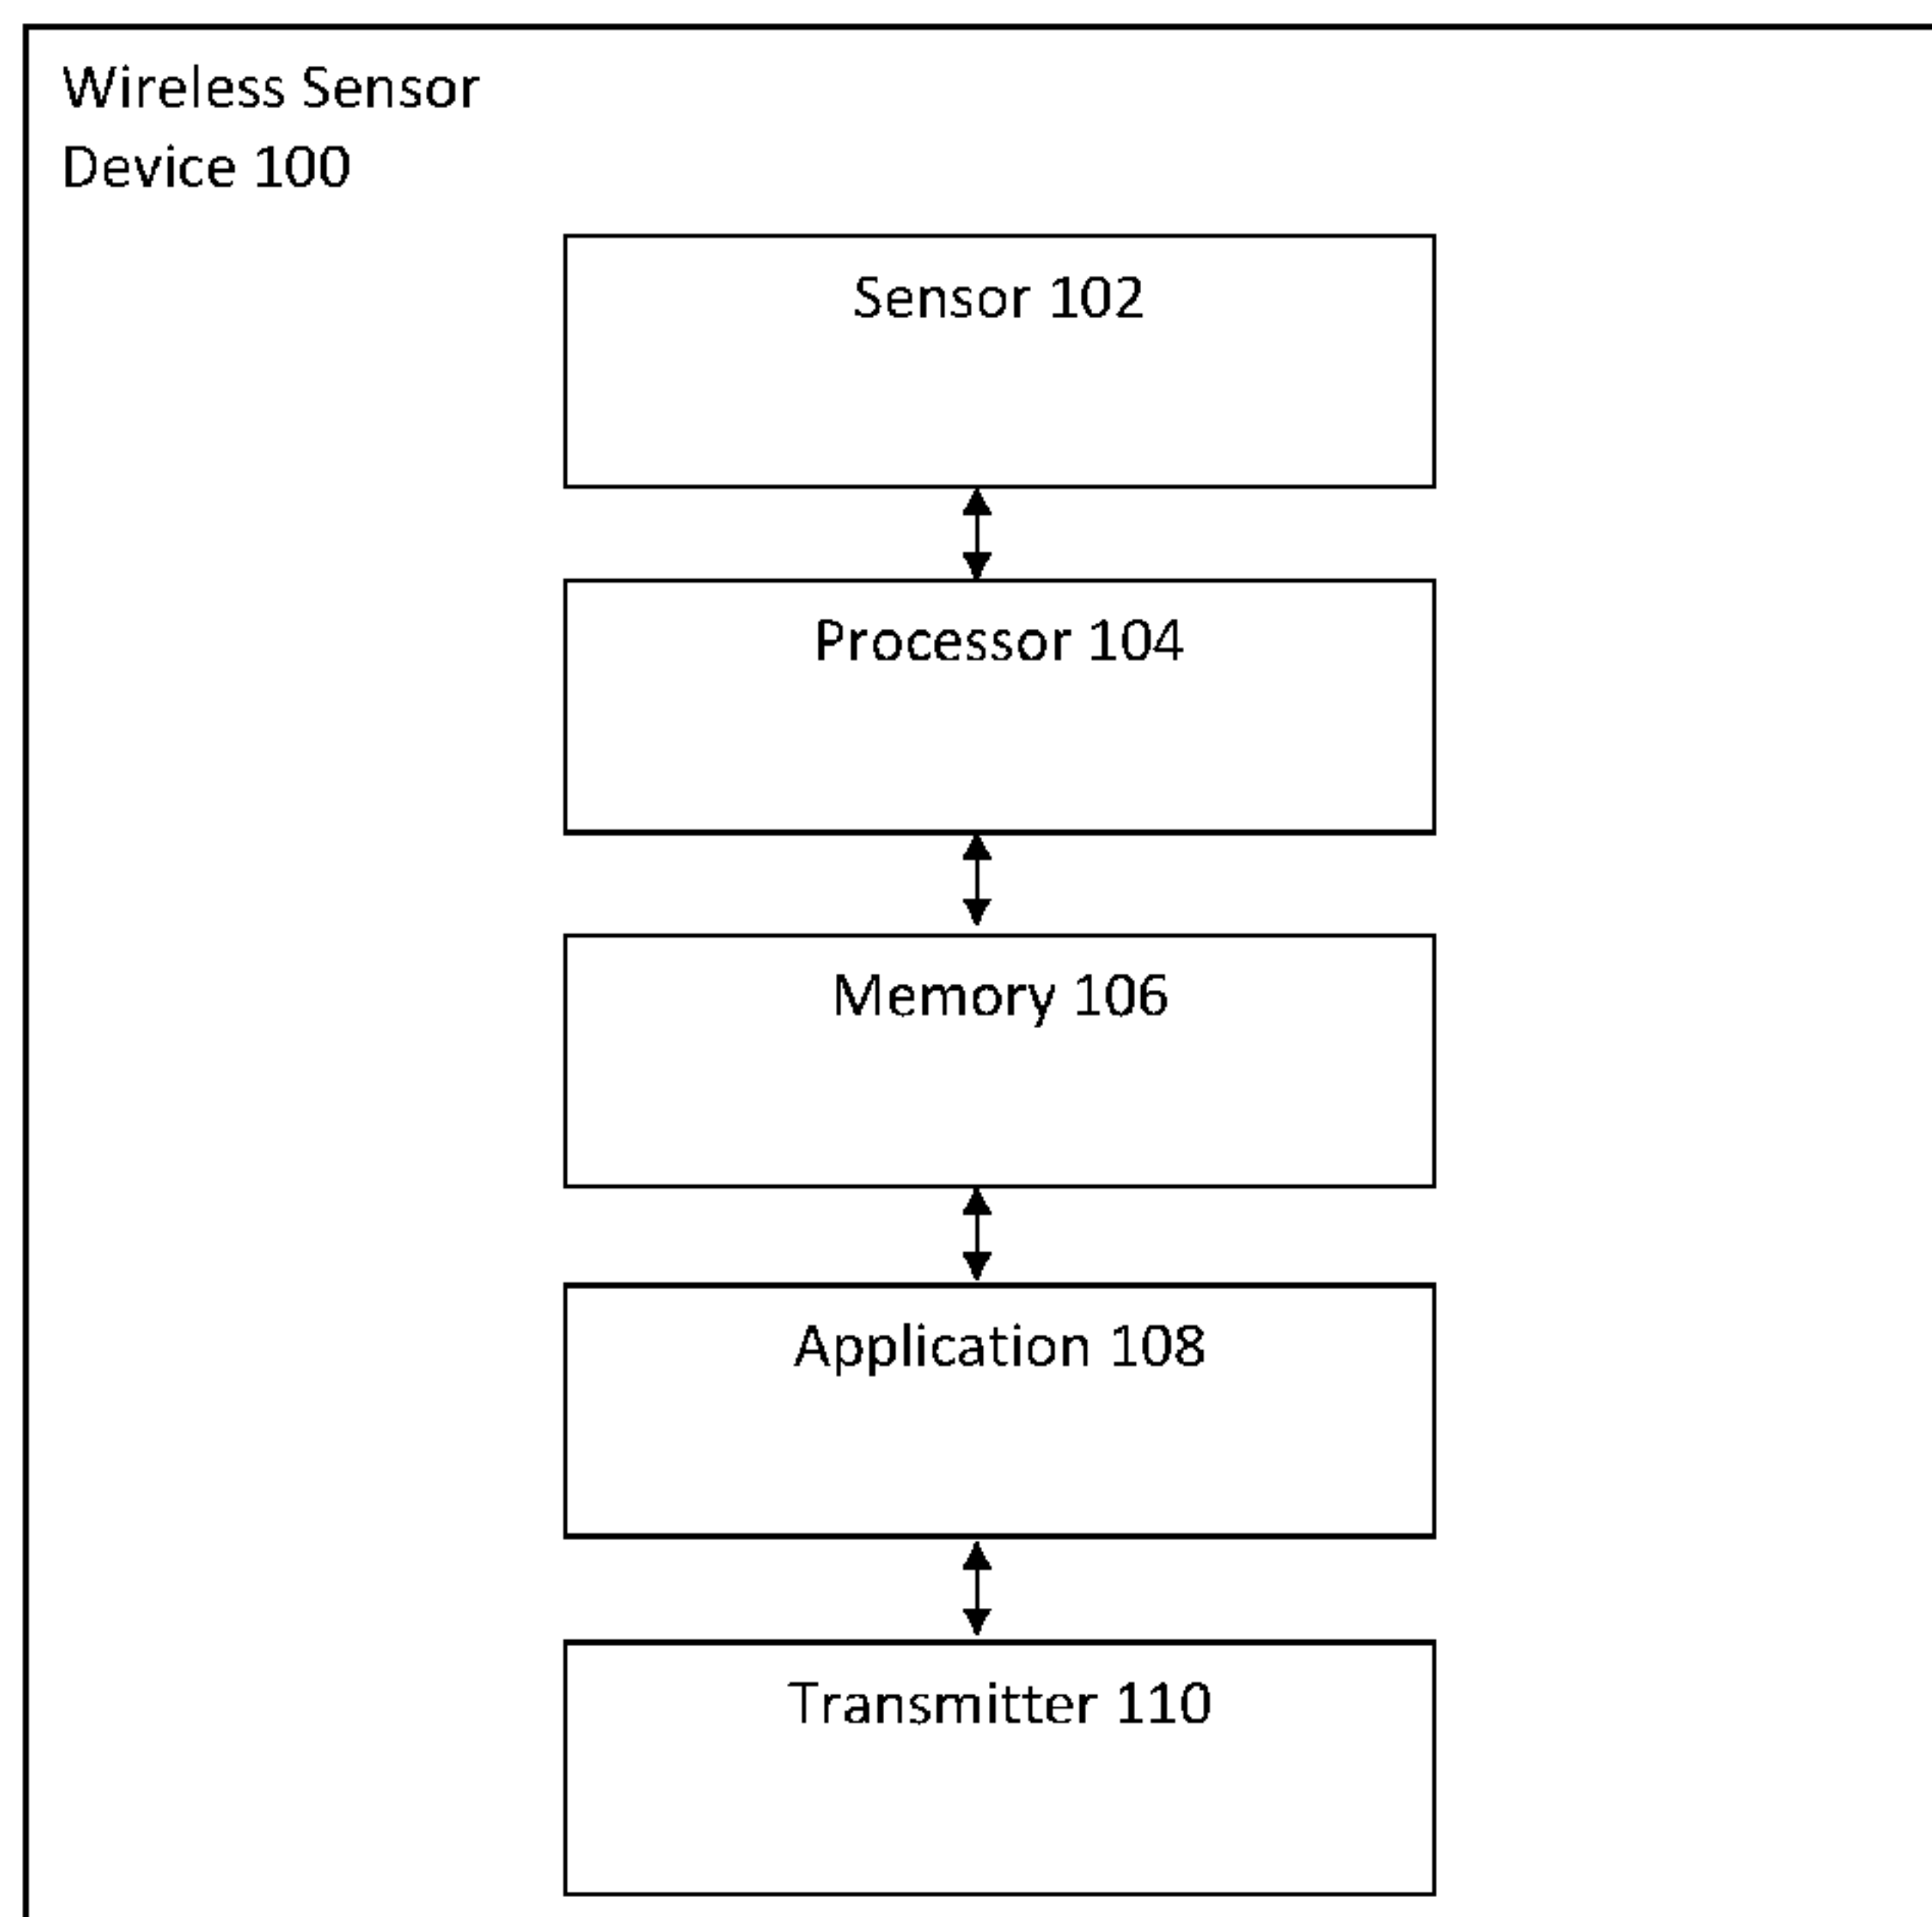 Wireless Sensor
Device 100
Sensor 102
Processor 104
Memory 106
Application 108
Transmitter 110